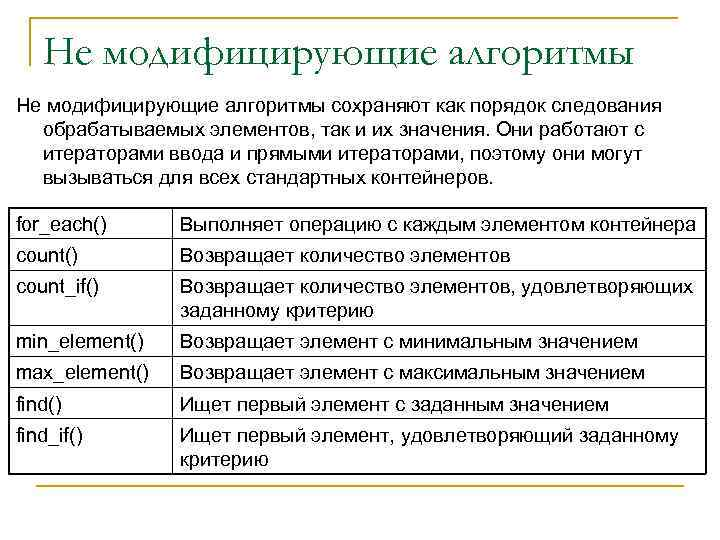 Не модифицирующие алгоритмы
Не модифицирующие алгоритмы сохраняют как порядок следования
обрабатываемых элементов, так и их значения. Они работают с
итераторами ввода и прямыми итераторами, поэтому они могут
вызываться для всех стандартных контейнеров.
for_each() Выполняет операцию с каждым элементом контейнера
count() Возвращает количество элементов
count_if() Возвращает количество элементов, удовлетворяющих
заданному критерию
min_element() Возвращает элемент с минимальным значением
max_element() Возвращает элемент с максимальным значением
find() Ищет первый элемент с заданным значением
find_if() Ищет первый элемент, удовлетворяющий заданному
критерию